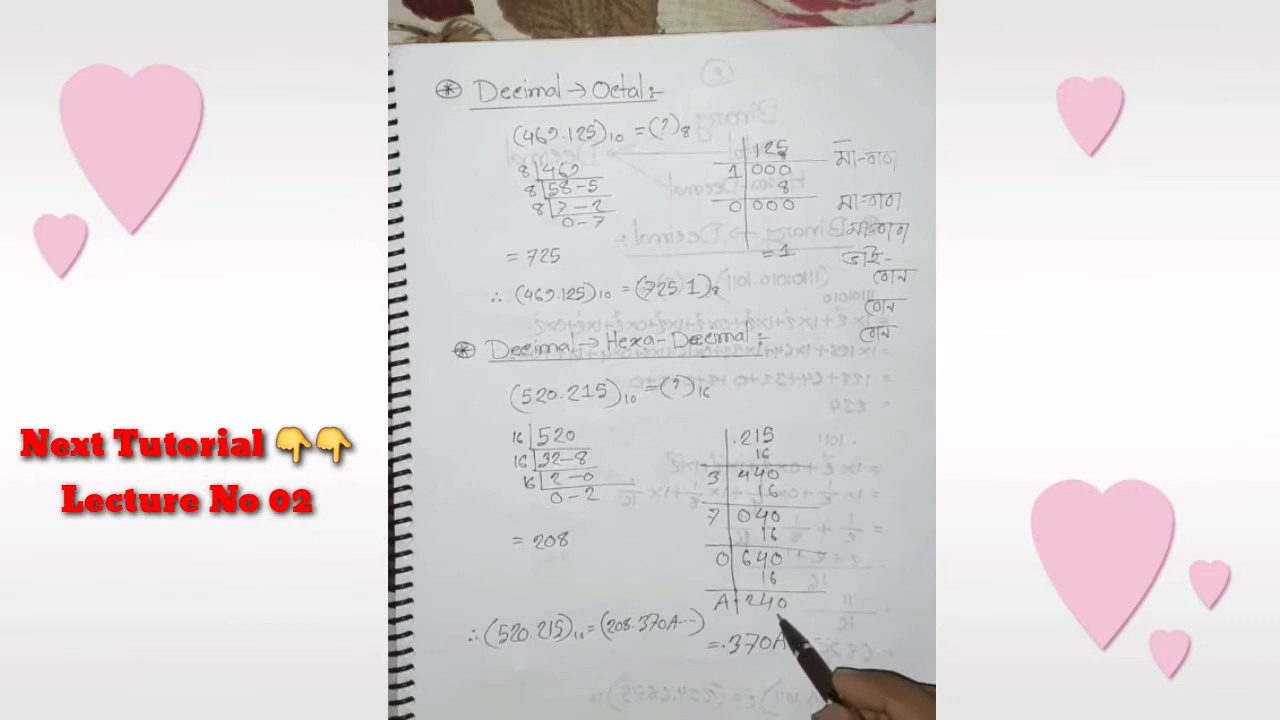 Decimal → Octal :-
(469.125)₁₀ = (?)₈
8 | 469
8 | 58 - 5
8 | 7 - 2
0 - 7
= 725
| 125
1 | 000
8
0 | 000
= 1
মা-বাবা
মা-বাবা
ভাই-
বোন
বোন
বোন
∴ (469.125)₁₀ = (725.1)₈
Decimal → Hexa-Decimal :-
(520.215)₁₀ = (?)₁₆
16 | 520
16 | 32 - 8
16 | 2 - 0
0 - 2
= 208
| .215
16
3 | 440
16
7 | 040
16
0 | 640
16
A | 240
= .370A
∴ (520.215)₁₀ = (208.370A--)
Next Tutorial 👇👇
Lecture No 02